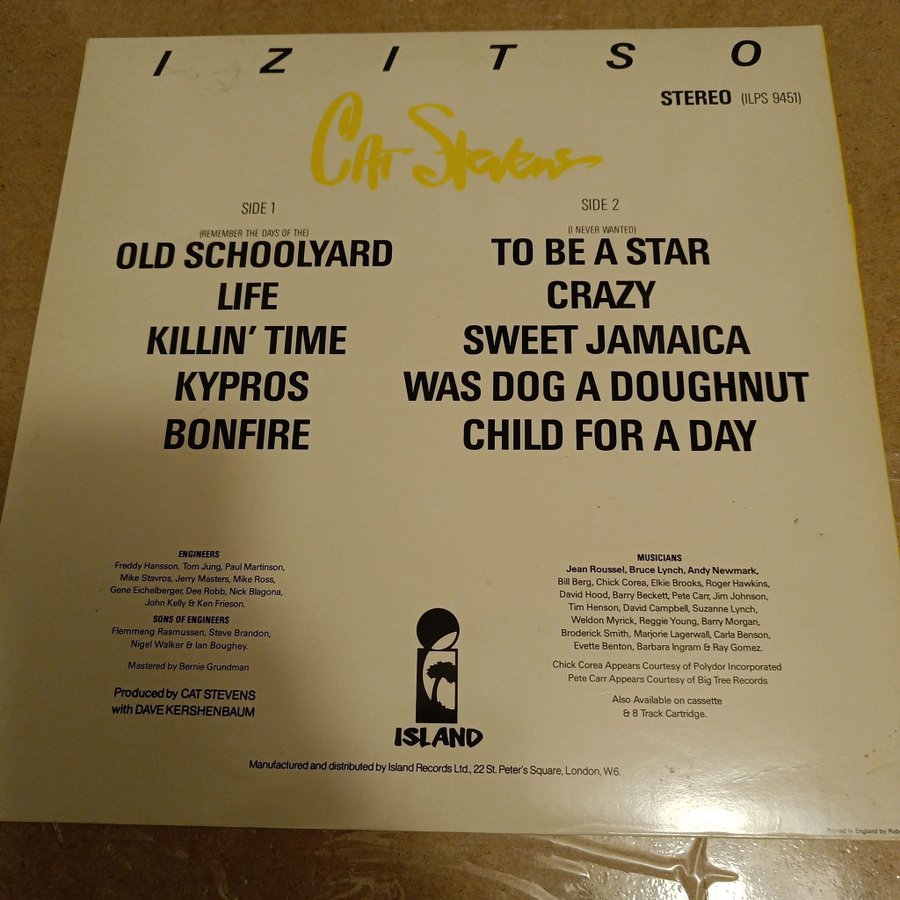 IZITSO
STEREO (ILPS 9451)
Cat Stevens
SIDE 1
(REMEMBER THE DAYS OF THE)
OLD SCHOOLYARD
LIFE
KILLIN' TIME
KYPROS
BONFIRE
SIDE 2
(I NEVER WANTED)
TO BE A STAR
CRAZY
SWEET JAMAICA
WAS DOG A DOUGHNUT
CHILD FOR A DAY
ENGINEERS
Freddy Hansson, Tom Jung, Paul Martinson,
Mike Stavros, Jerry Masters, Mike Ross,
Gene Eichelberger, Dee Robb, Nick Blagona,
John Kelly & Ken Frieson.
SONS OF ENGINEERS
Flemmeng Rasmussen, Steve Brandon,
Nigel Walker & Ian Boughey.
Mastered by Bernie Grundman
Produced by CAT STEVENS
with DAVE KERSHENBAUM
ISLAND
MUSICIANS
Jean Roussel, Bruce Lynch, Andy Newmark,
Bill Berg, Chick Corea, Elkie Brooks, Roger Hawkins,
David Hood, Barry Beckett, Pete Carr, Jim Johnson,
Tim Henson, David Campbell, Suzanne Lynch,
Weldon Myrick, Reggie Young, Barry Morgan,
Broderick Smith, Marjorie Lagerwall, Carla Benson,
Evette Benton, Barbara Ingram & Ray Gomez.
Chick Corea Appears Courtesy of Polydor Incorporated
Pete Carr Appears Courtesy of Big Tree Records
Also Available on cassette
& 8 Track Cartridge.
Manufactured and distributed by Island Records Ltd., 22 St. Peter's Square, London, W.6.
Printed in England by